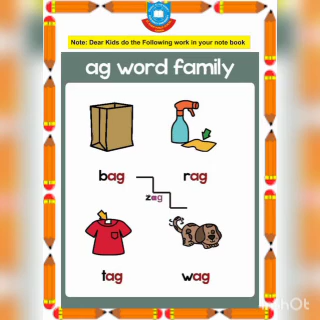 Note: Dear Kids do the Following work in your note book
ag word family
bag
rag
zag
tag
wag